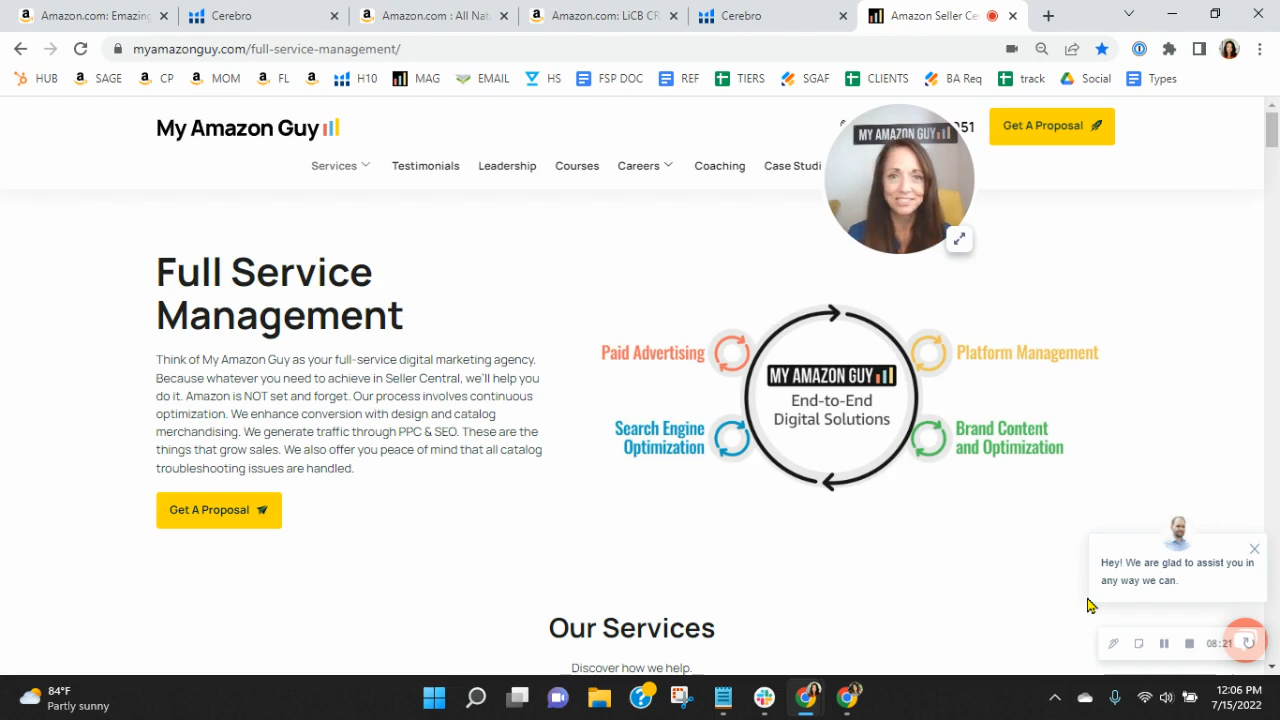 Amazon.com: Emazing
Cerebro
Amazon.com : All Nat
Amazon.com: LiCB CR
Cerebro
Amazon Seller Ce
myamazonguy.com/full-service-management/
HUB SAGE CP MOM FL H10 MAG EMAIL HS FSP DOC REF TIERS SGAF CLIENTS BA Req track Social Types
My Amazon Guy
951
Get A Proposal
MY AMAZON GUY
Services Testimonials Leadership Courses Careers Coaching Case Studi
Full Service
Management
Think of My Amazon Guy as your full-service digital marketing agency.
Because whatever you need to achieve in Seller Central, we'll help you
do it. Amazon is NOT set and forget. Our process involves continuous
optimization. We enhance conversion with design and catalog
merchandising. We generate traffic through PPC & SEO. These are the
things that grow sales. We also offer you peace of mind that all catalog
troubleshooting issues are handled.
Get A Proposal
Paid Advertising
Platform Management
MY AMAZON GUY
End-to-End
Digital Solutions
Search Engine
Optimization
Brand Content
and Optimization
Hey! We are glad to assist you in
any way we can.
Our Services
Discover how we help.
08:21
84°F
Partly sunny
12:06 PM
7/15/2022